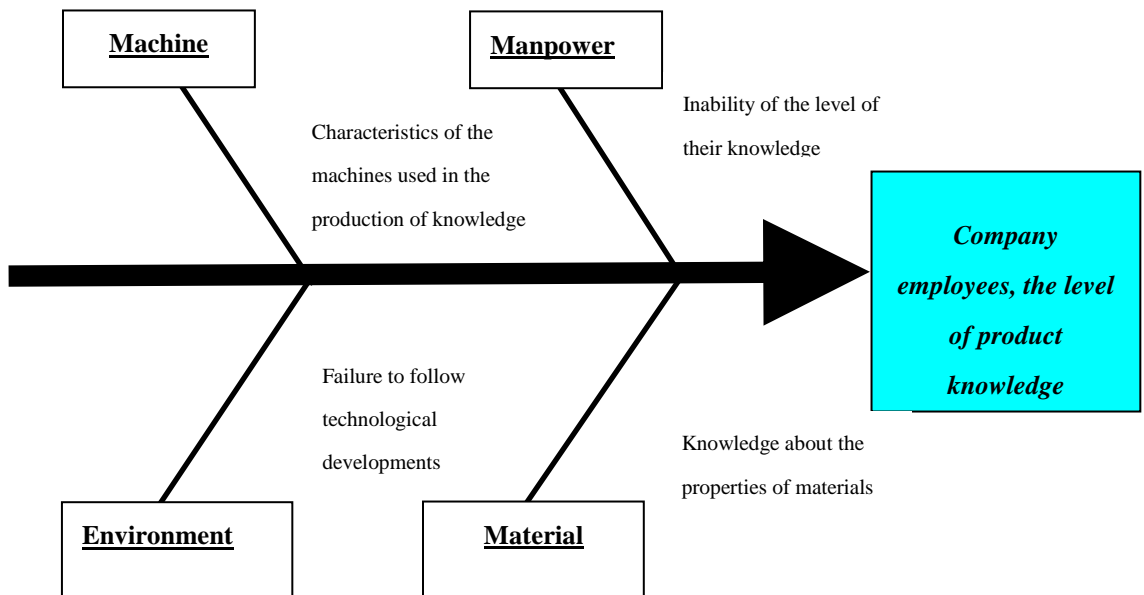 Machine
Manpower
Characteristics of the
machines used in the
production of knowledge
Inability of the level of
their knowledge
Company
employees, the level
of product
knowledge
Failure to follow
technological
developments
Knowledge about the
properties of materials
Environment
Material